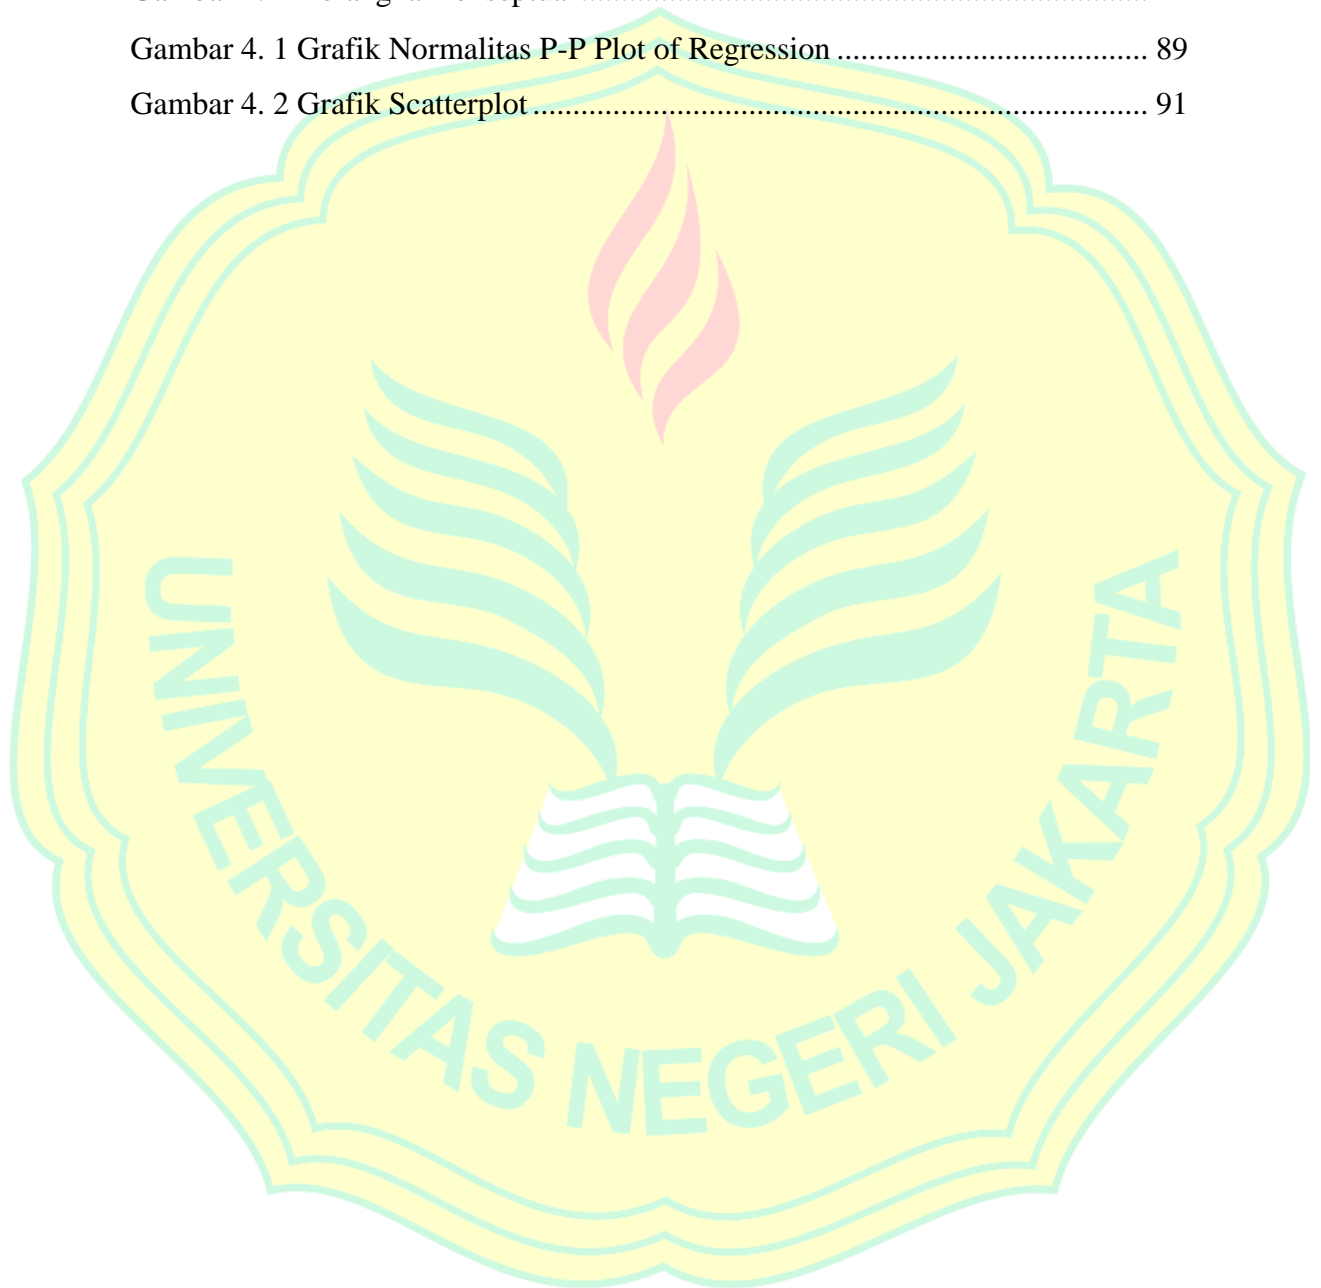 Gambar 4. 1 Grafik Normalitas P-P Plot of Regression .................................... 89
Gambar 4. 2 Grafik Scatterplot ........................................................................ 91
UNIVERSITAS NEGERI JAKARTA